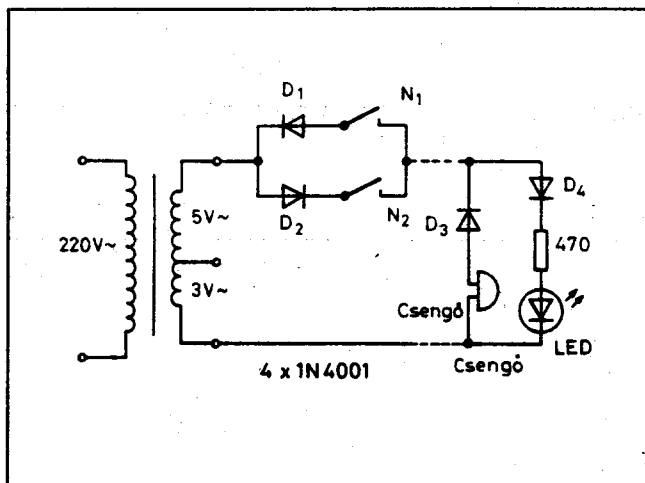 D1
N1
D2
N2
220V~
5V~
3V~
D3
D4
470
Csengő
LED
Csengő
4 x 1N4001